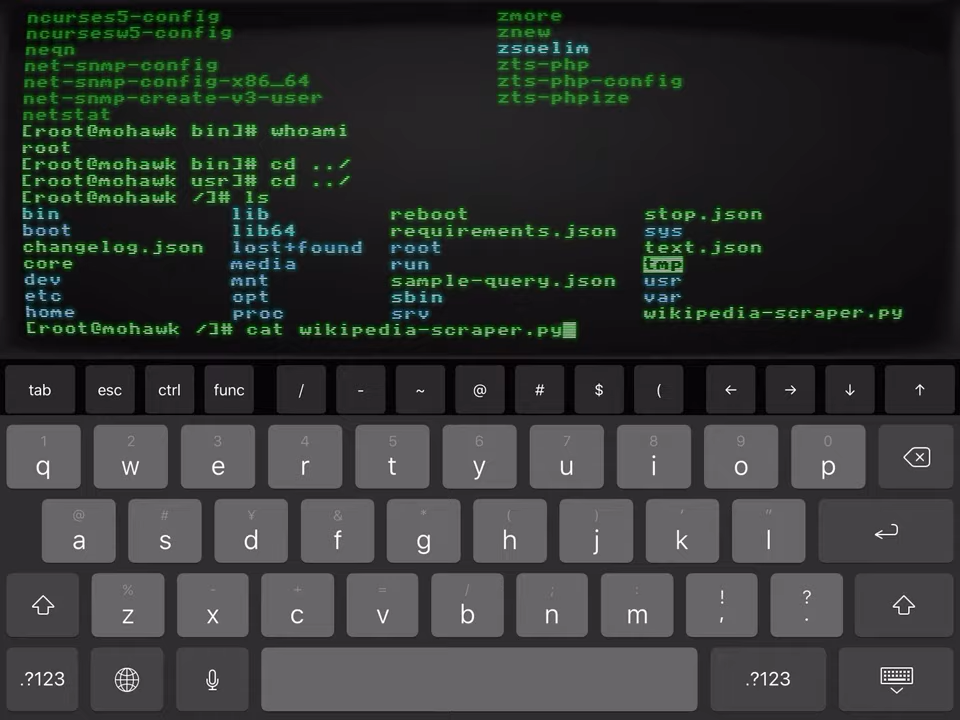 ncurses5-config zmore
ncursesw5-config znew
neqn zsoelim
net-snmp-config zts-php
net-snmp-config-x86_64 zts-php-config
net-snmp-create-v3-user zts-phpize
netstat
[root@mohawk bin]# whoami
root
[root@mohawk bin]# cd ../
[root@mohawk usr]# cd ../
[root@mohawk /]# ls
bin lib reboot stop.json
boot lib64 requirements.json sys
changelog.json lost+found root text.json
core media run tmp
dev mnt sample-query.json usr
etc opt sbin var
home proc srv wikipedia-scraper.py
[root@mohawk /]# cat wikipedia-scraper.py
tab esc ctrl func / - ~ @ # $ ( ← → ↓ ↑
1 2 3 4 5 6 7 8 9 0
q w e r t y u i o p
@ # ¥ & * ( ) ' "
a s d f g h j k l
% - + = / ; : ! ?
z x c v b n m , .
.?123 .?123